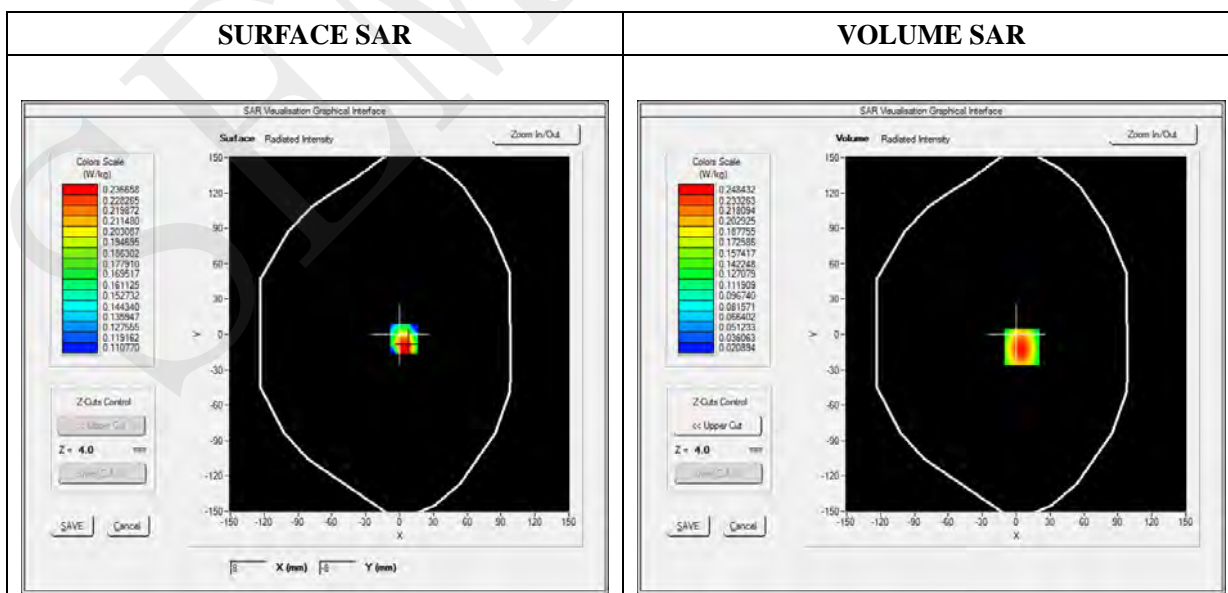 SURFACE SAR
VOLUME SAR
SAR Visualisation Graphical Interface
Surface Radiated Intensity
Zoom In/Out
Colors Scale
(W/kg)
0.236658
0.228265
0.219872
0.211480
0.203087
0.194695
0.186302
0.177910
0.169517
0.161125
0.152732
0.144340
0.135947
0.127555
0.119162
0.110770
150
120
90
60
30
0
-30
-60
-90
-120
-150
Y
-150 -120 -90 -60 -30 0 30 60 90 120 150
X
Z-Cuts Control
<< Upper Cut
Z = 4.0 mm
SAVE Cancel
8 X (mm) -8 Y (mm)
SAR Visualisation Graphical Interface
Volume Radiated Intensity
Zoom In/Out
Colors Scale
(W/kg)
0.248432
0.233263
0.218094
0.202925
0.187755
0.172586
0.157417
0.142248
0.127079
0.111909
0.096740
0.081571
0.066402
0.051233
0.036063
0.020894
150
120
90
60
30
0
-30
-60
-90
-120
-150
Y
-150 -120 -90 -60 -30 0 30 60 90 120 150
X
Z-Cuts Control
<< Upper Cut
Z = 4.0 mm
SAVE Cancel